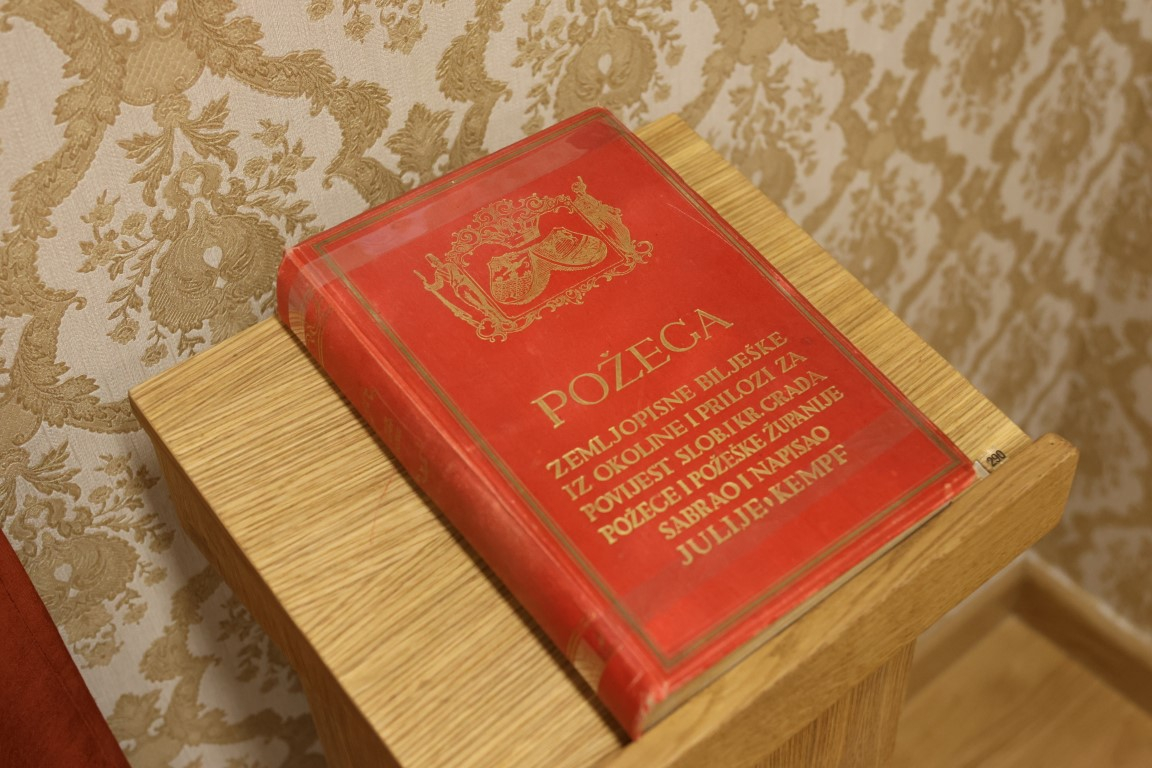 POŽEGA
ZEMLJOPISNE BILJEŠKE
IZ OKOLINE I PRILOZI ZA
POVIJEST SLOB. I KR. GRADA
POŽEGE I POŽEŠKE ŽUPANIJE
SABRAO I NAPISAO
JULIJE KEMPF
290